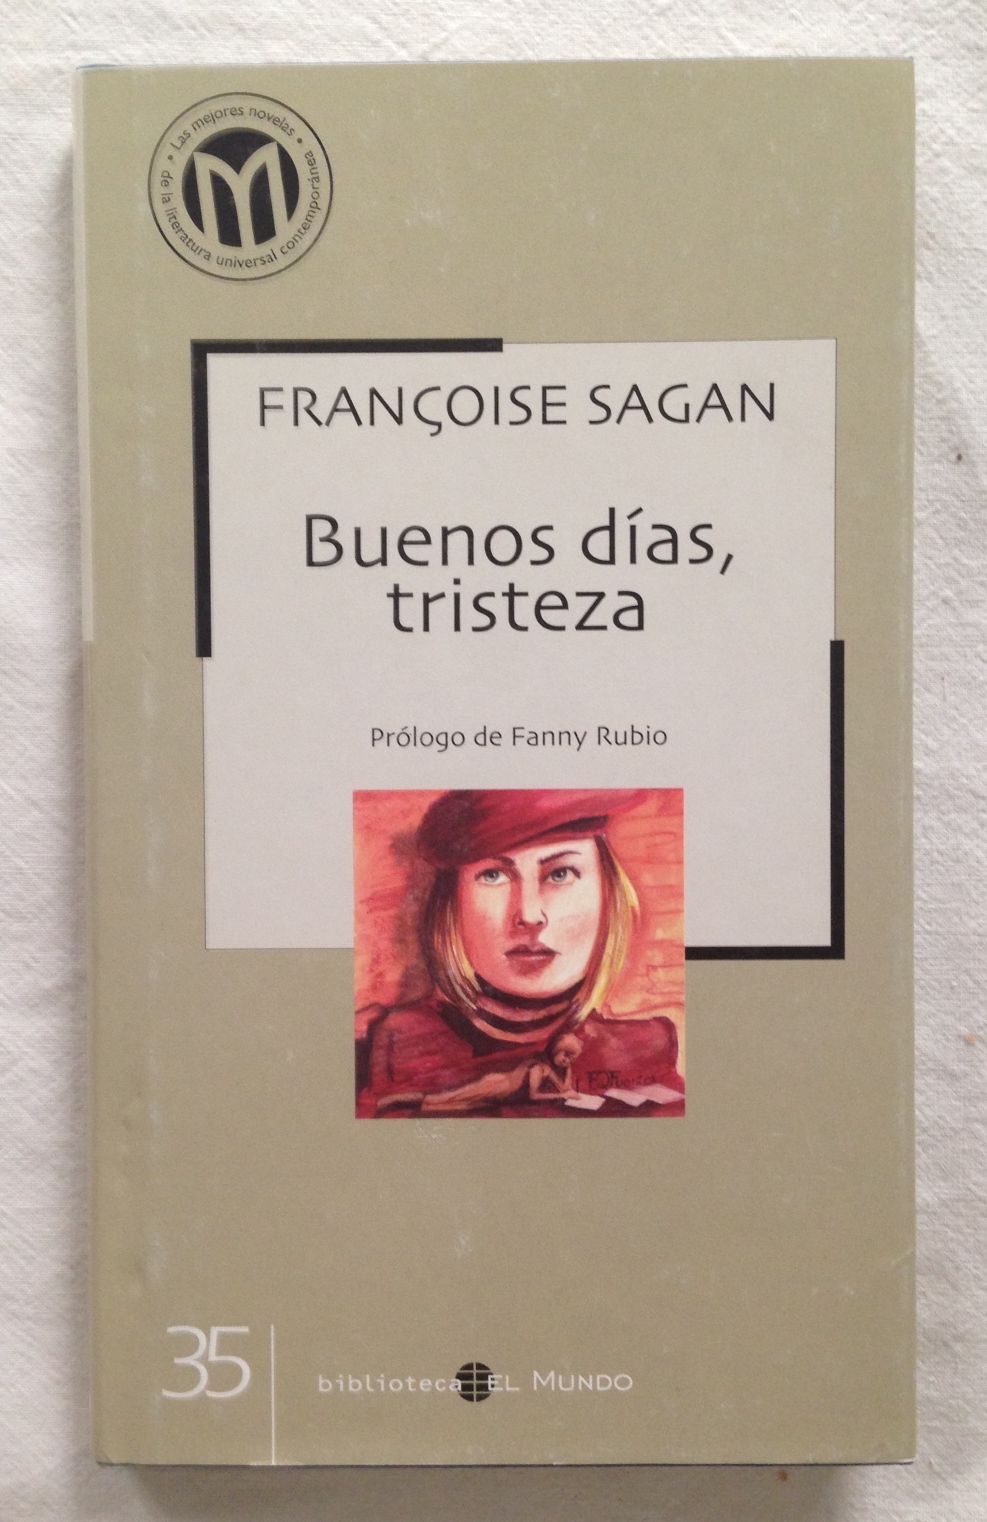 • Las mejores novelas •
de la literatura universal contemporánea
M
FRANÇOISE SAGAN
Buenos días,
tristeza
Prólogo de Fanny Rubio
35
biblioteca EL MUNDO